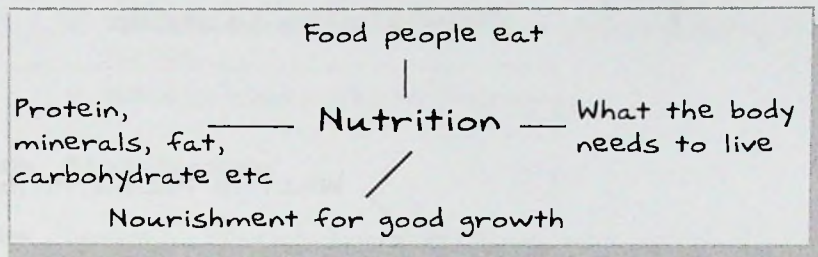 Food people eat
Protein,
minerals, fat,
carbohydrate etc
Nutrition
What the body
needs to live
Nourishment for good growth